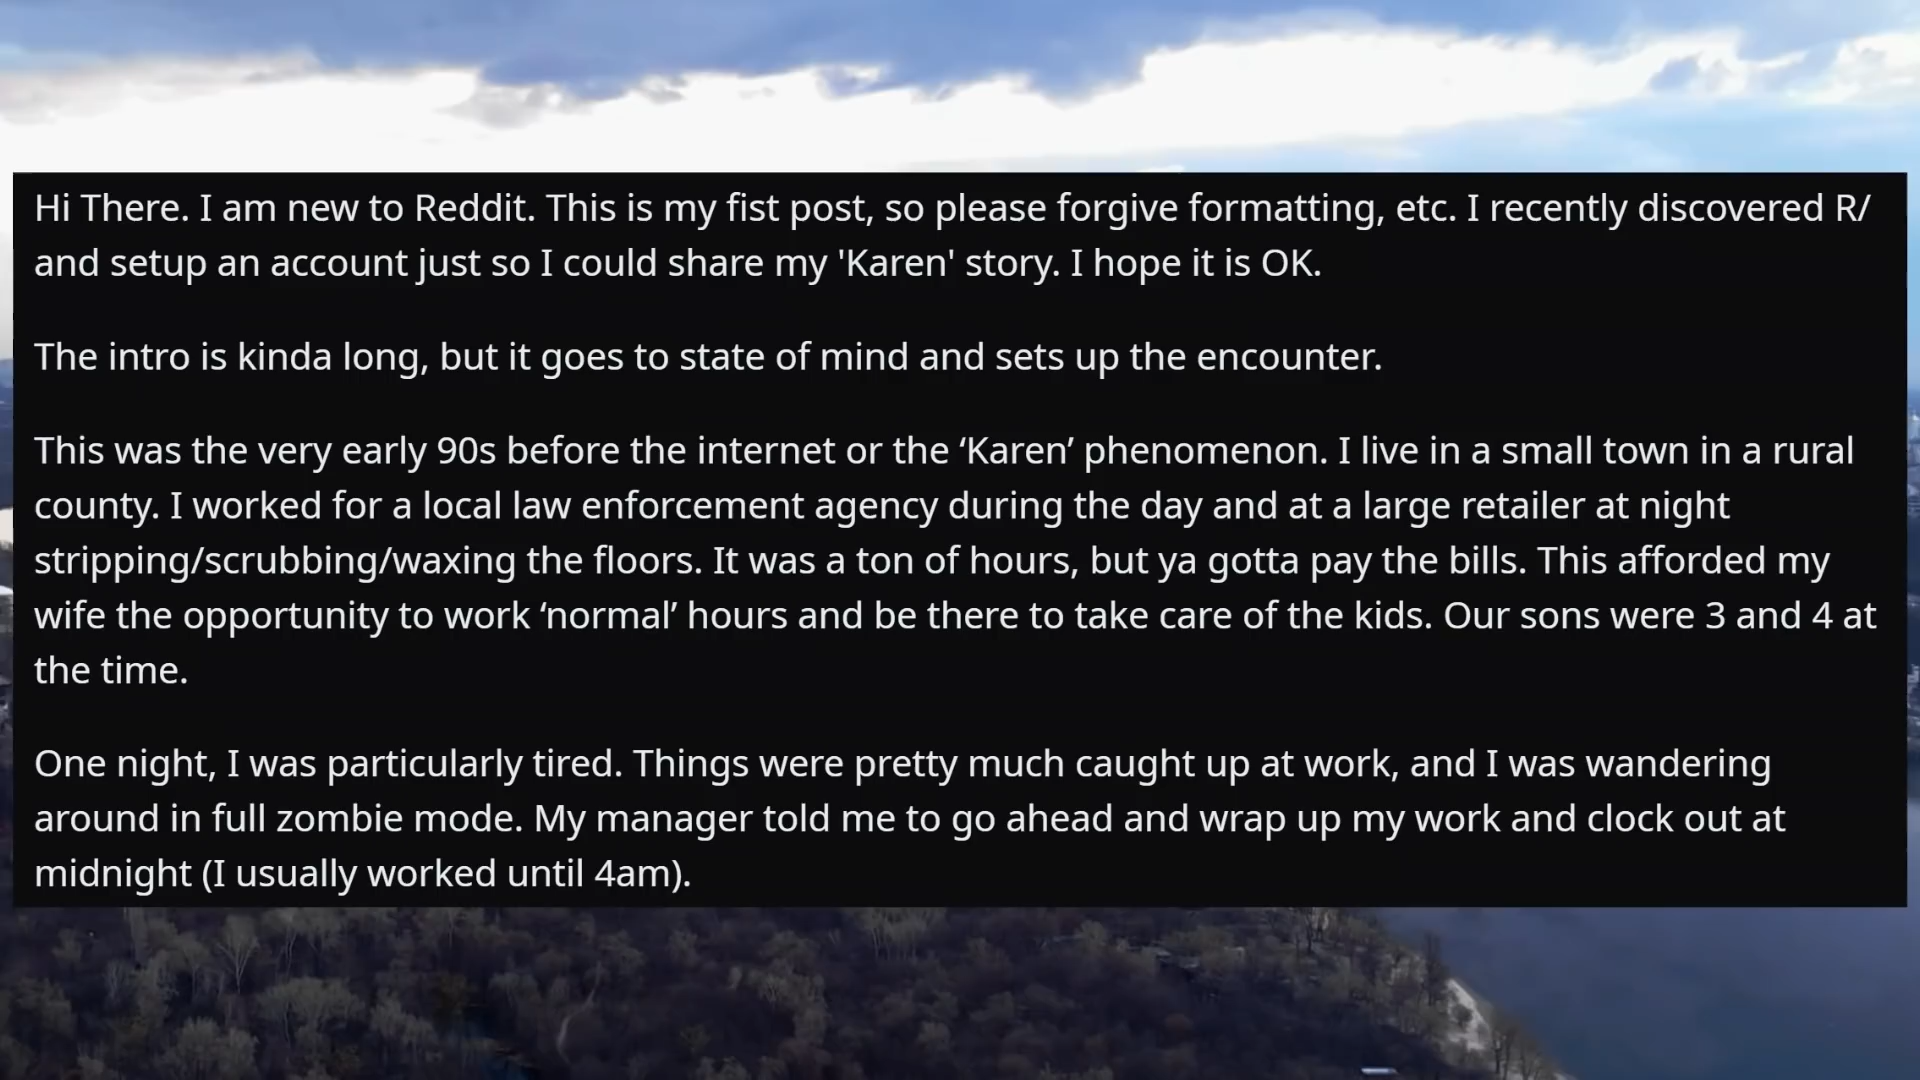 Hi There. I am new to Reddit. This is my fist post, so please forgive formatting, etc. I recently discovered R/
and setup an account just so I could share my 'Karen' story. I hope it is OK.
The intro is kinda long, but it goes to state of mind and sets up the encounter.
This was the very early 90s before the internet or the ‘Karen’ phenomenon. I live in a small town in a rural
county. I worked for a local law enforcement agency during the day and at a large retailer at night
stripping/scrubbing/waxing the floors. It was a ton of hours, but ya gotta pay the bills. This afforded my
wife the opportunity to work ‘normal’ hours and be there to take care of the kids. Our sons were 3 and 4 at
the time.
One night, I was particularly tired. Things were pretty much caught up at work, and I was wandering
around in full zombie mode. My manager told me to go ahead and wrap up my work and clock out at
midnight (I usually worked until 4am).